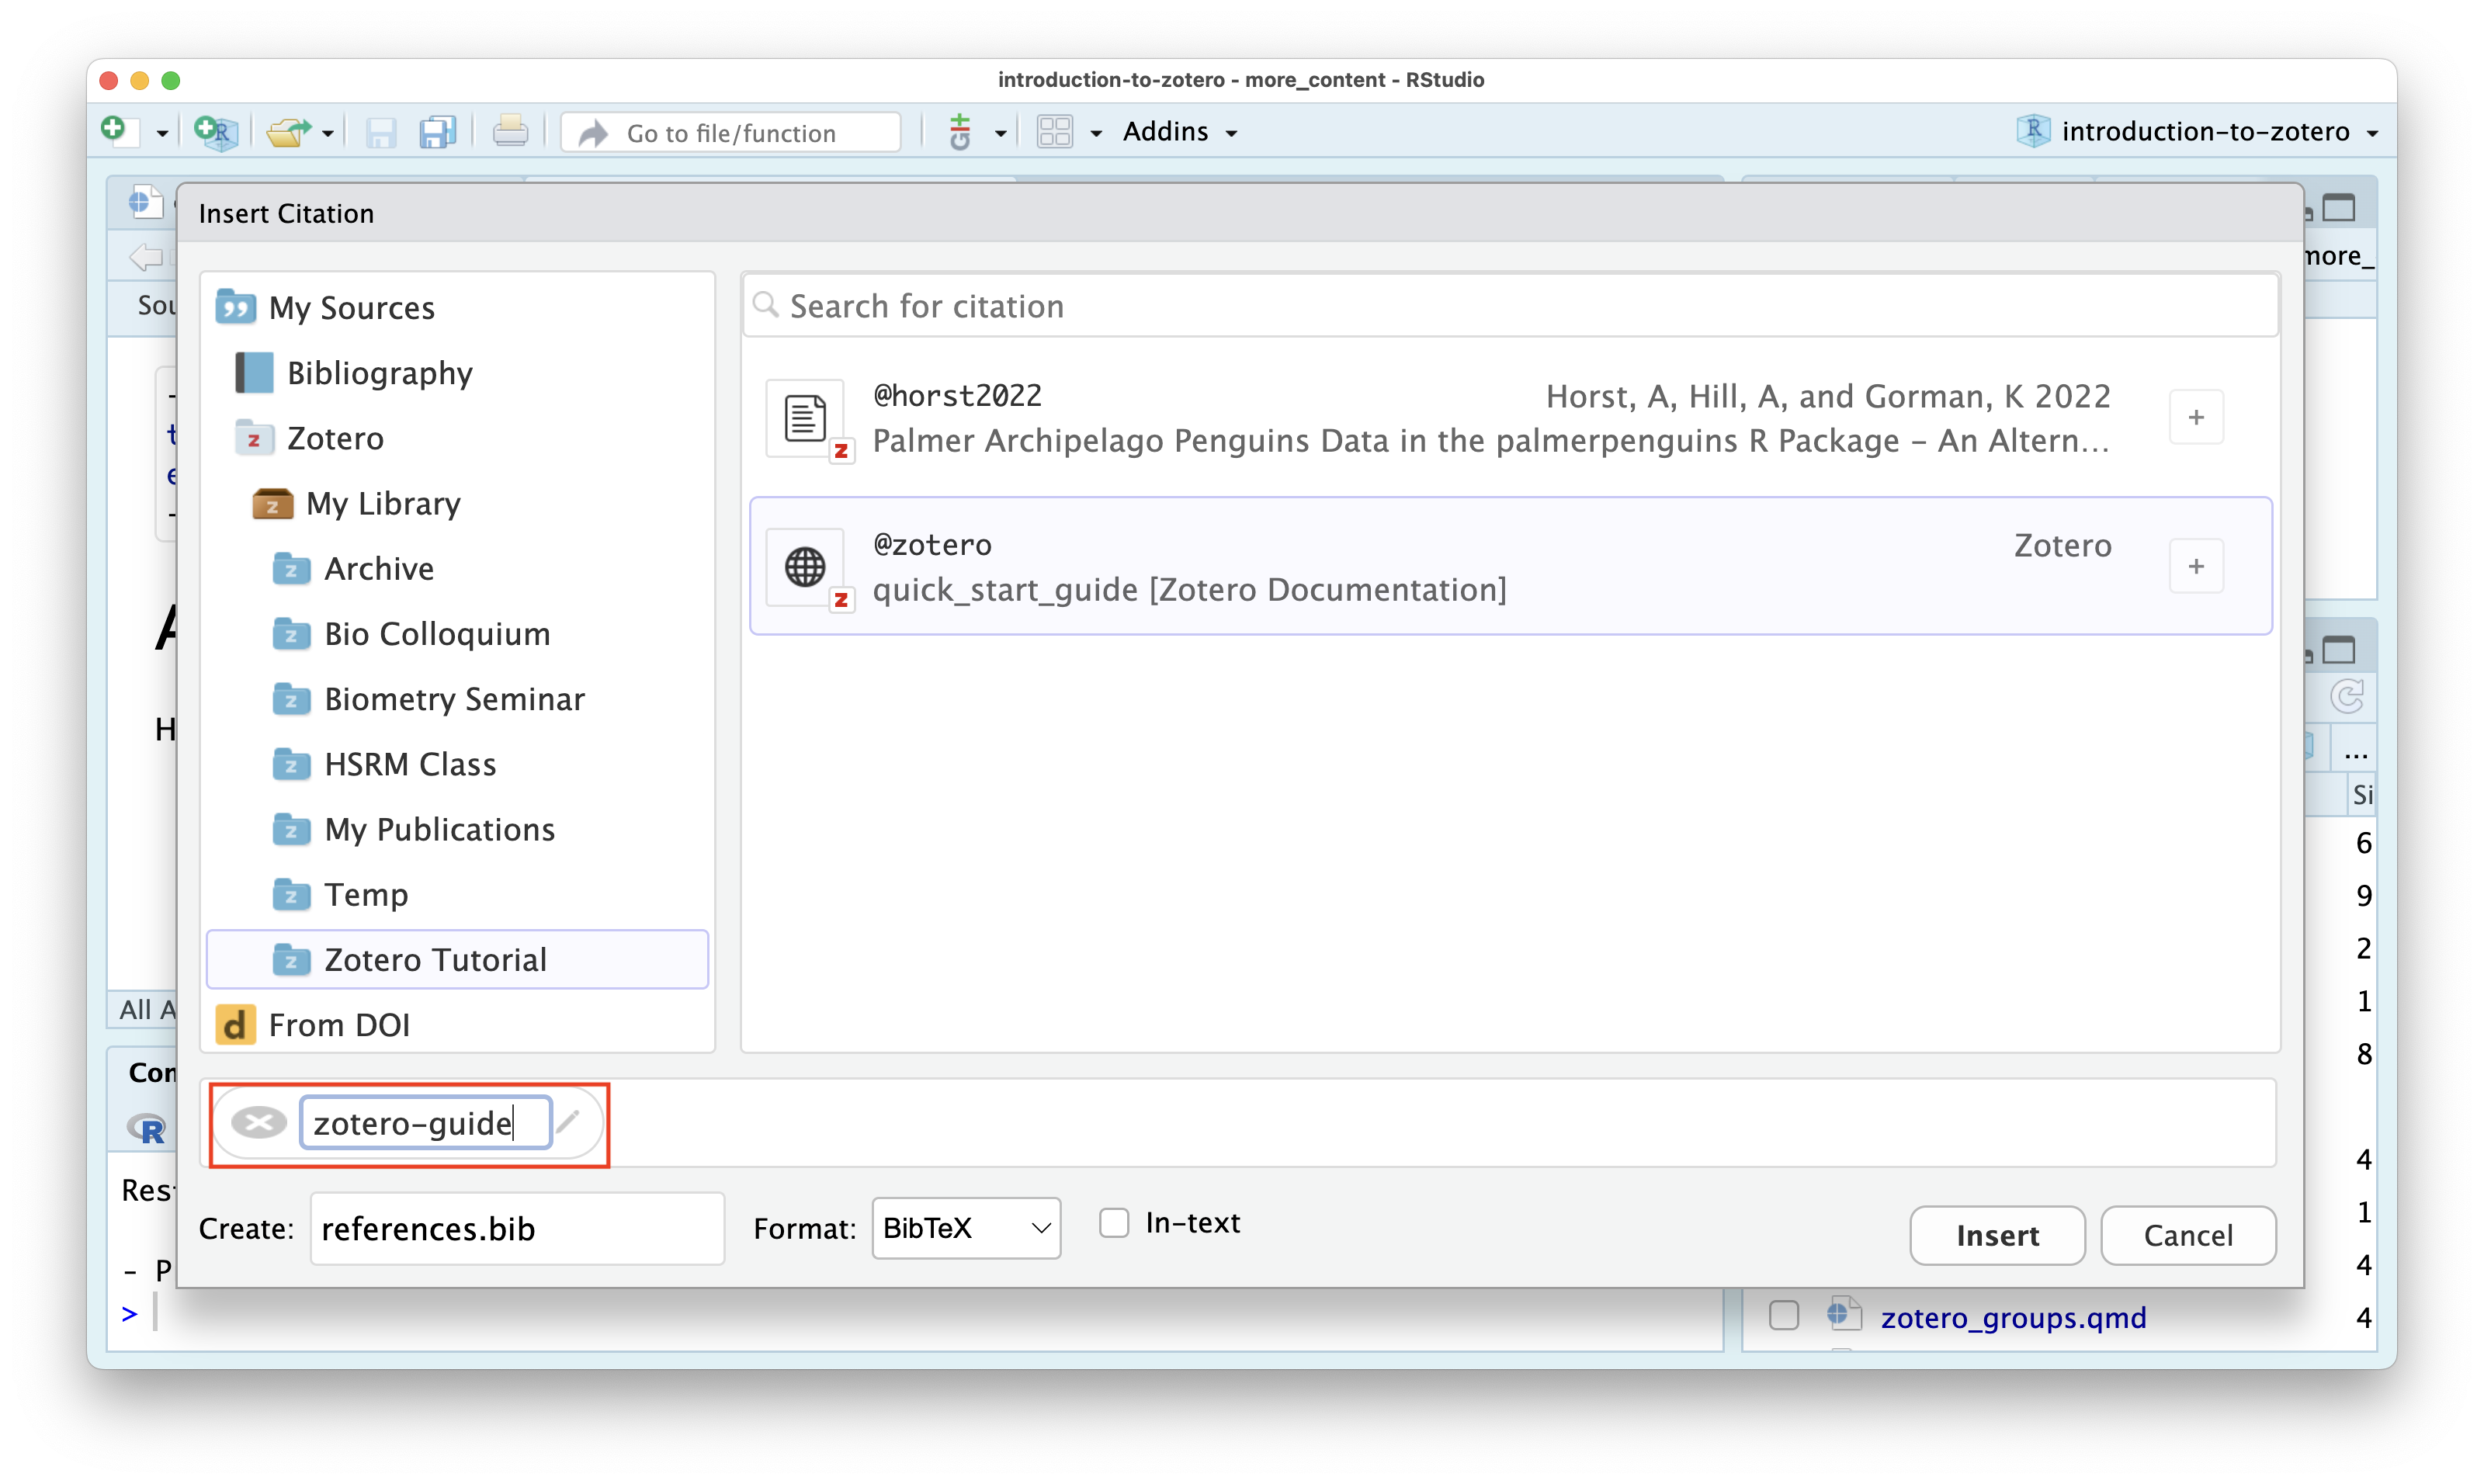 introduction-to-zotero - more_content - RStudio
Go to file/function
Addins
introduction-to-zotero
Insert Citation
more_
Sou
My Sources
Bibliography
Zotero
My Library
Archive
Bio Colloquium
Biometry Seminar
HSRM Class
My Publications
Temp
Zotero Tutorial
From DOI
Search for citation
@horst2022
Horst, A, Hill, A, and Gorman, K 2022
Palmer Archipelago Penguins Data in the palmerpenguins R Package - An Altern...
@zotero
Zotero
quick_start_guide [Zotero Documentation]
H
...
Si
6
9
2
1
8
4
1
4
4
All A
Con
zotero-guide
Res
Create:
references.bib
Format:
BibTeX
In-text
Insert
Cancel
- P
>
zotero_groups.qmd